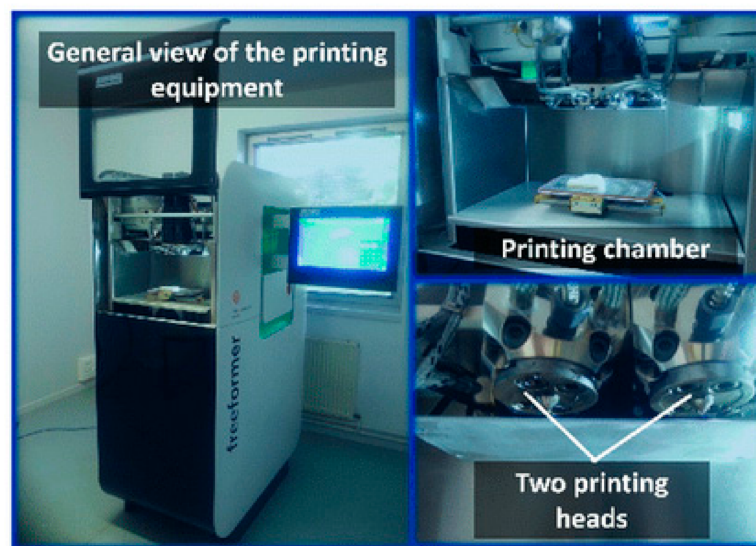 General view of the printing
equipment
freeformer
Printing chamber
Two printing
heads